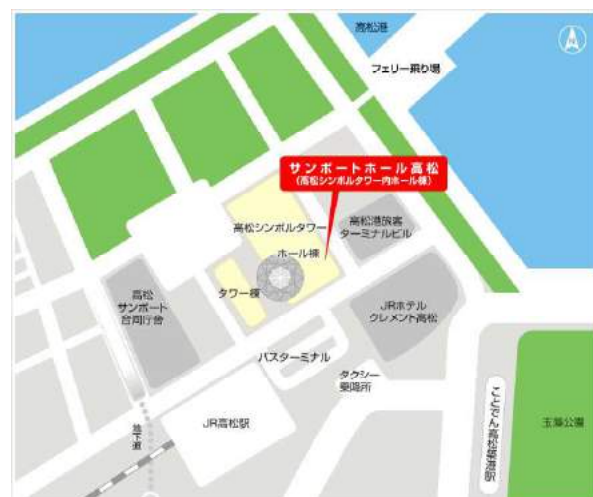 高松港
フェリー乗り場
サンポートホール高松
(高松シンボルタワー内ホール棟)
高松シンボルタワー
高松港旅客
ターミナルビル
ホール棟
高松
サンポート
合同庁舎
タワー棟
JRホテル
クレメント高松
バスターミナル
タクシー
乗降所
JR高松駅
地下道
ことでん高松築港駅
玉藻公園